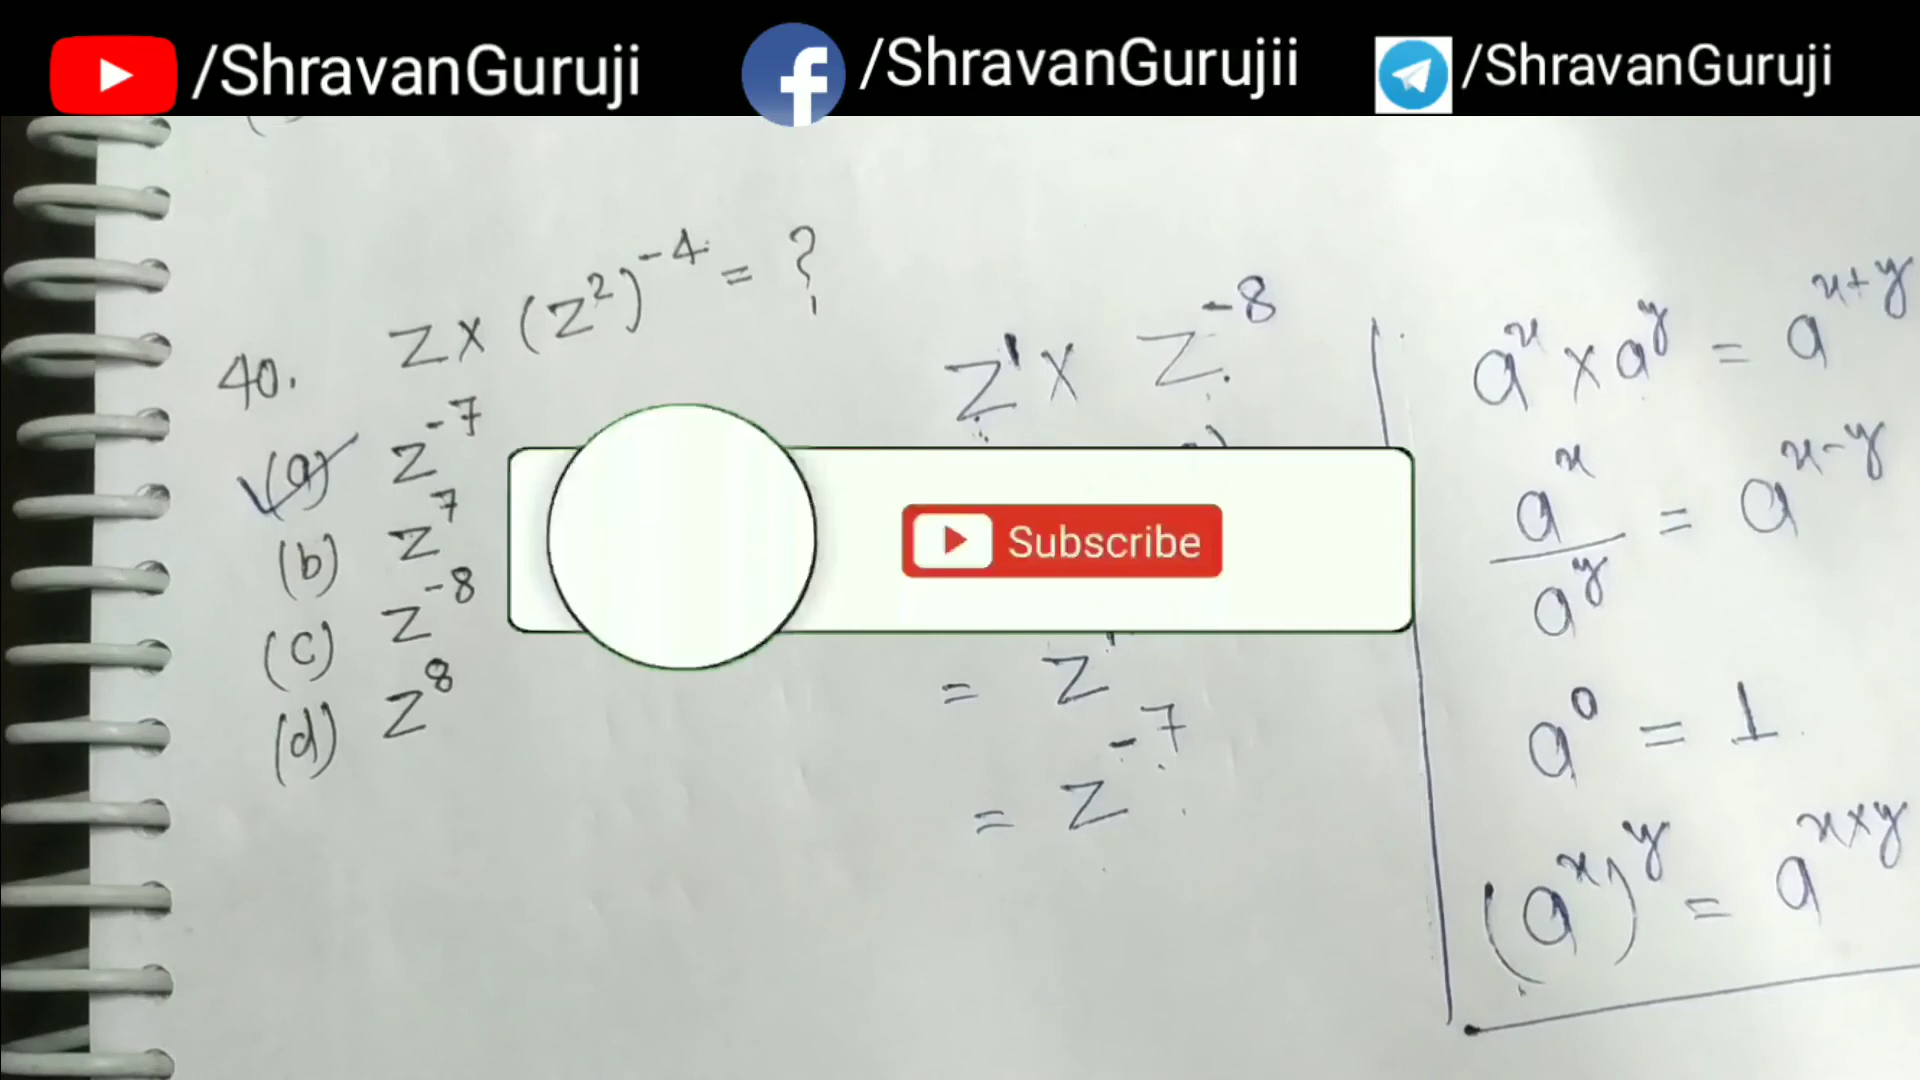 /ShravanGuruji /ShravanGurujii /ShravanGuruji
40. Z × (Z²)⁻⁴ = ?
(a) Z⁻⁷
(b) Z⁷
(c) Z⁻⁸
(d) Z⁸
Z¹ × Z⁻⁸
= Z
= Z⁻⁷
Subscribe
aˣ × aʸ = aˣ⁺ʸ
aˣ/aʸ = aˣ⁻ʸ
a⁰ = 1
(aˣ)ʸ = aˣ×ʸ